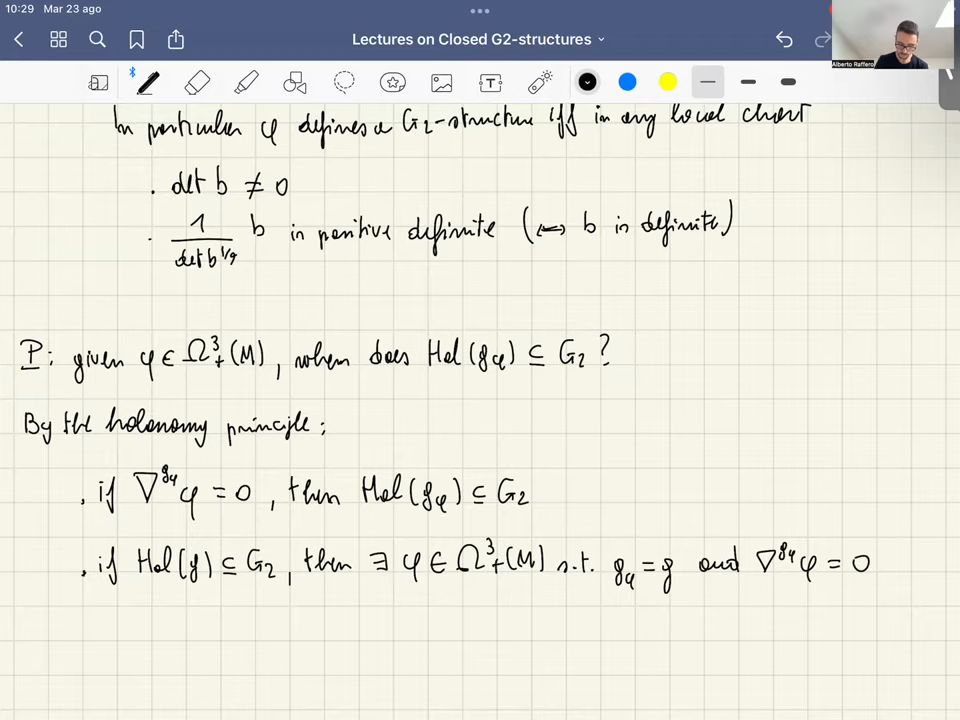 10:29 Mar 23 ago
Lectures on Closed G2-structures
Alberto Raffero
In particular φ defines a G₂-structure iff in any local chart
. det b ≠ 0
. 1/(det b^{1/9}) b is positive definite (↔ b is definite)
P: given φ ∈ Ω³₊(M), when does Hol(g_φ) ⊆ G₂?
By the holonomy principle:
. if ∇^{g_φ} φ = 0, then Hol(g_φ) ⊆ G₂
. if Hol(g) ⊆ G₂, then ∃ φ ∈ Ω³₊(M) s.t. g_φ = g and ∇^{g_φ} φ = 0